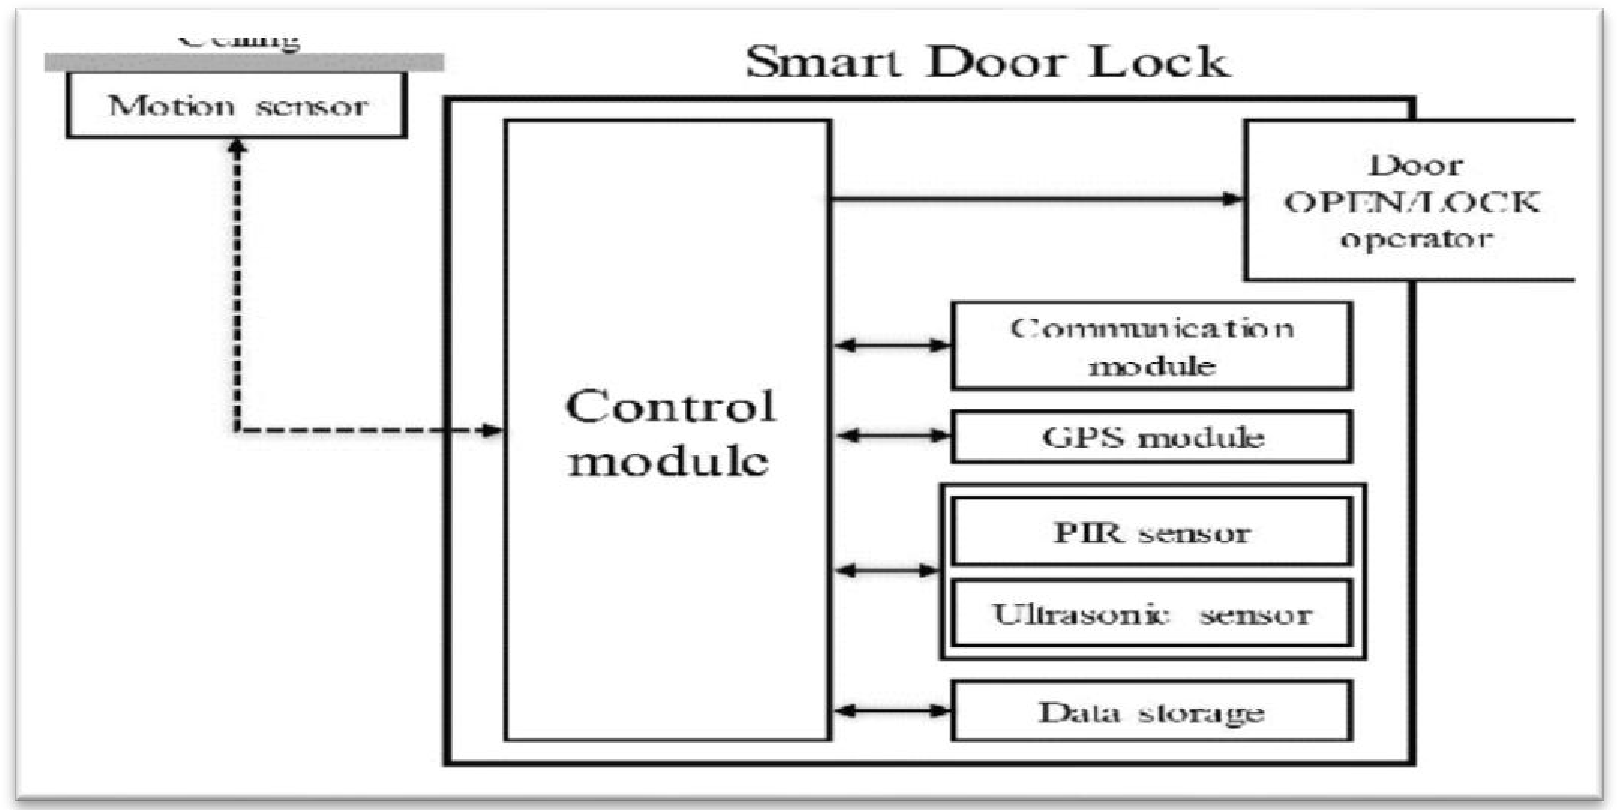 Ceiling
Smart Door Lock
Motion sensor
Door
OPEN/LOCK
operator
Communication
module
Control
module
GPS module
PIR sensor
Ultrasonic sensor
Data storage